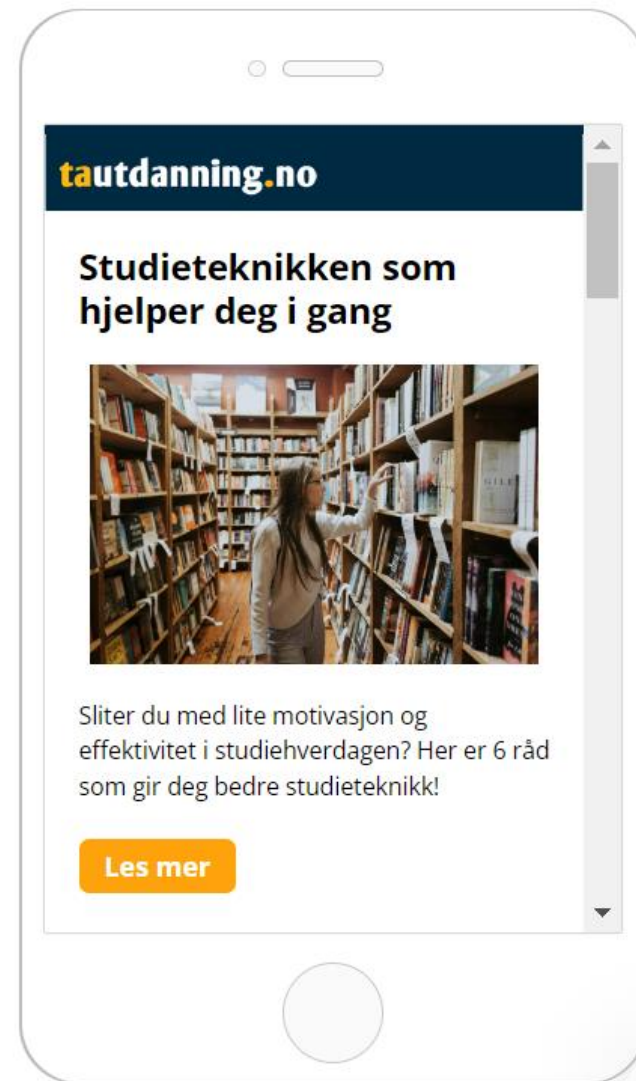 tautdanning.no
Studieteknikken som
hjelper deg i gang
Sliter du med lite motivasjon og
effektivitet i studiehverdagen? Her er 6 råd
som gir deg bedre studieteknikk!
Les mer